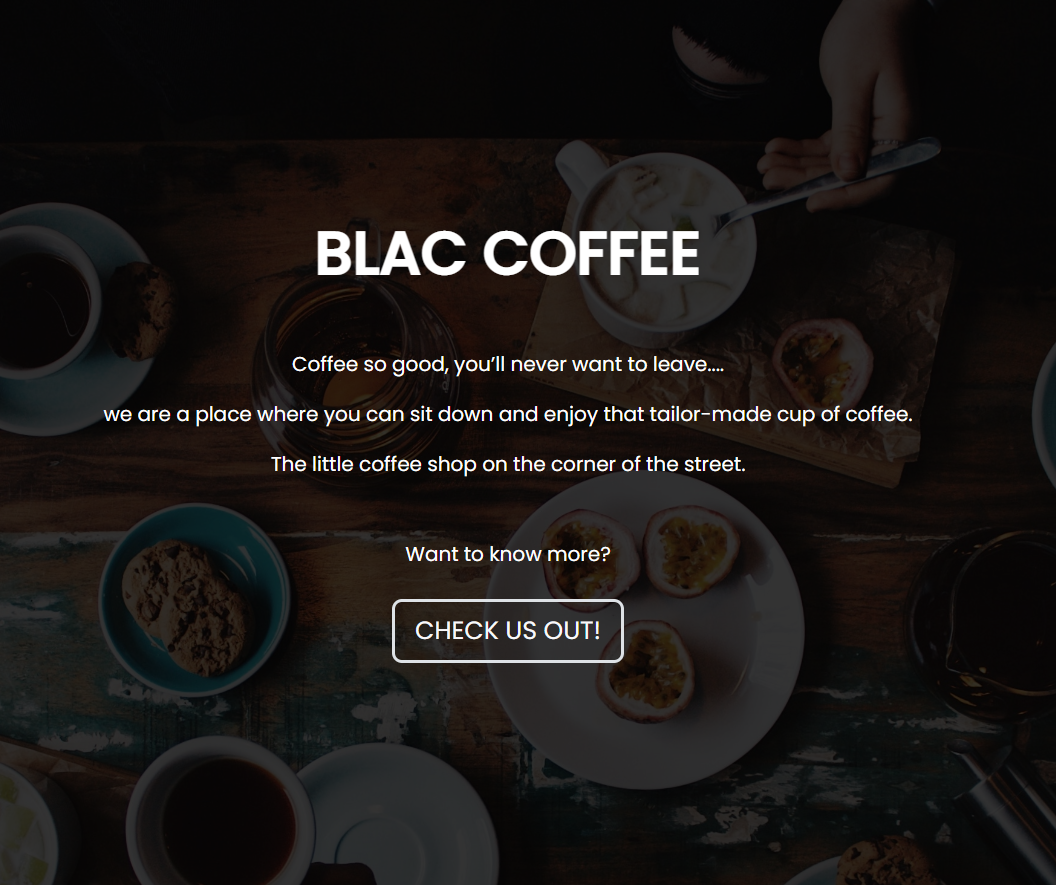 BLAC COFFEE
Coffee so good, you’ll never want to leave....
we are a place where you can sit down and enjoy that tailor-made cup of coffee.
The little coffee shop on the corner of the street.
Want to know more?
CHECK US OUT!